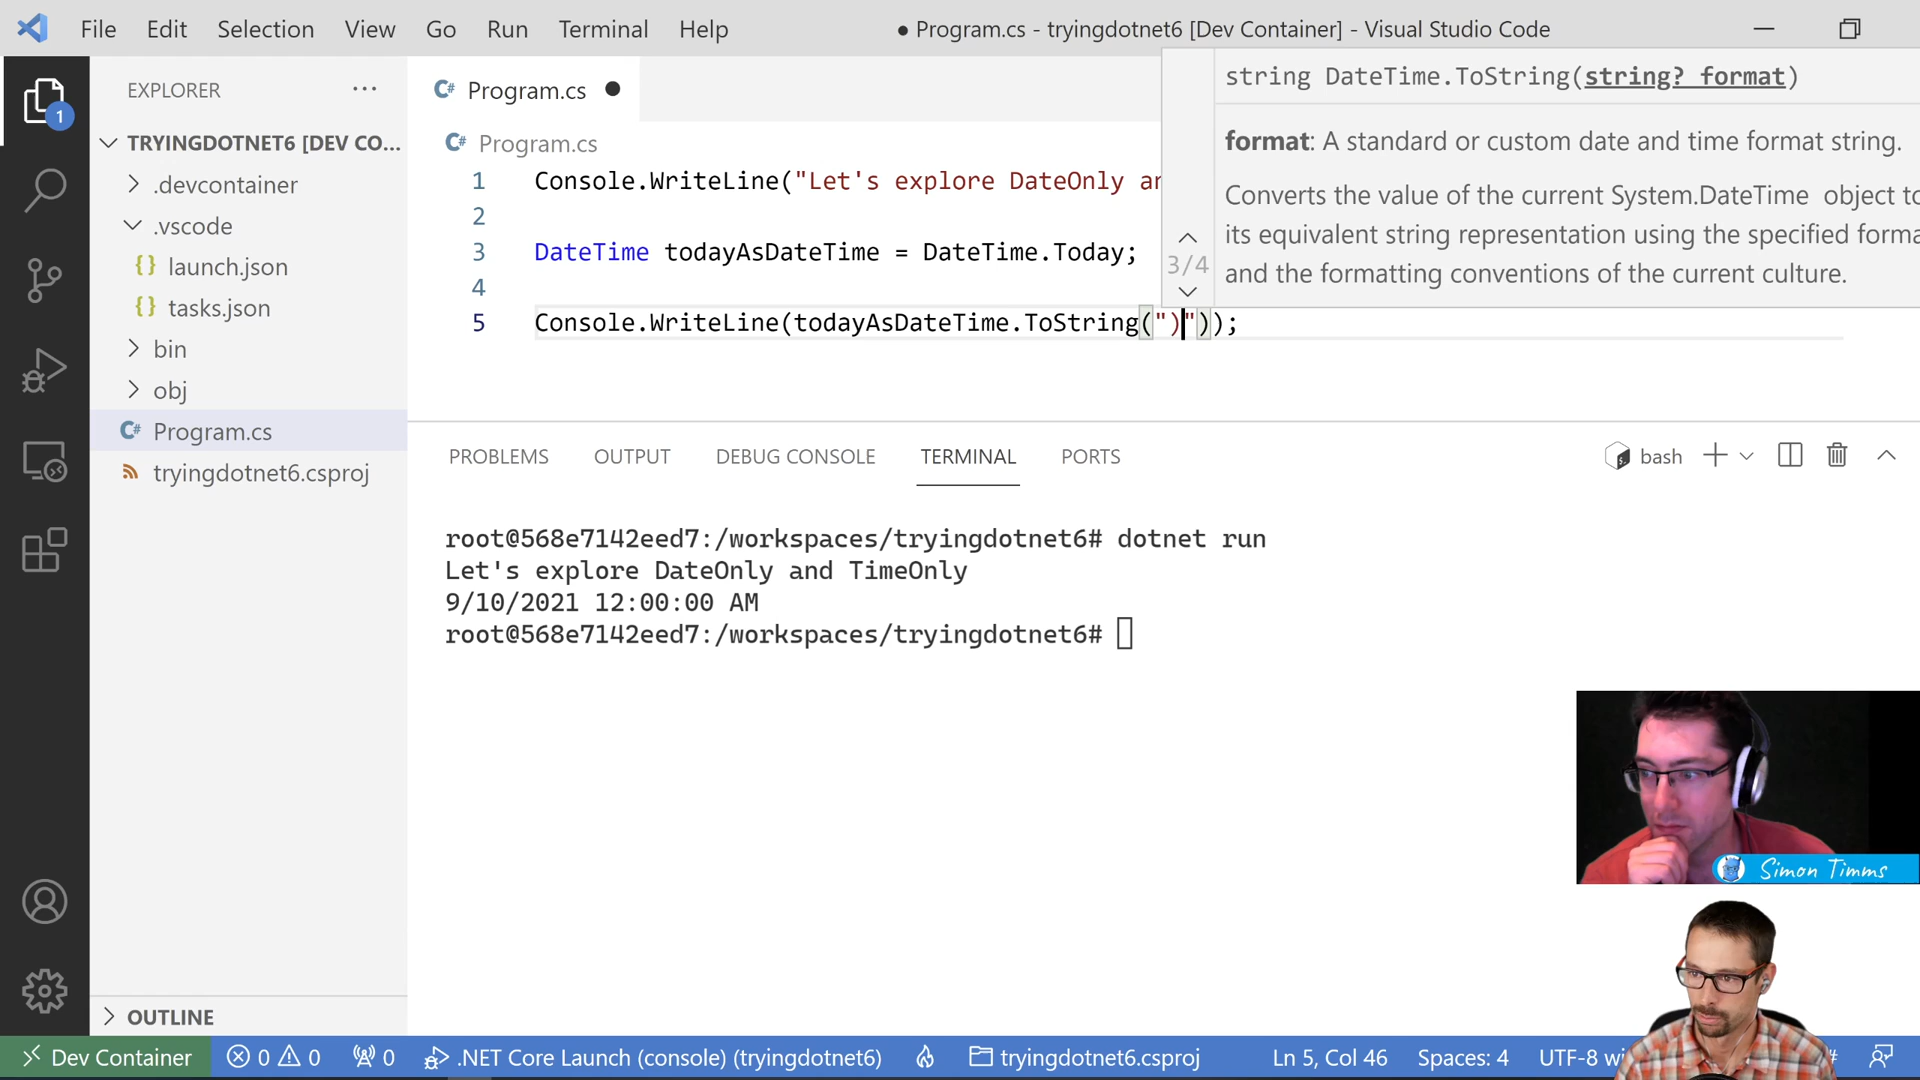 File Edit Selection View Go Run Terminal Help
● Program.cs - tryingdotnet6 [Dev Container] - Visual Studio Code
EXPLORER
1
TRYINGDOTNET6 [DEV CO...
.devcontainer
.vscode
{} launch.json
{} tasks.json
bin
obj
C# Program.cs
tryingdotnet6.csproj
OUTLINE
C# Program.cs ●
C# Program.cs
1 Console.WriteLine("Let's explore DateOnly an
2
3 DateTime todayAsDateTime = DateTime.Today;
4
5 Console.WriteLine(todayAsDateTime.ToString(")"));
3/4
string DateTime.ToString(string? format)
format: A standard or custom date and time format string.
Converts the value of the current System.DateTime object to
its equivalent string representation using the specified forma
and the formatting conventions of the current culture.
PROBLEMS OUTPUT DEBUG CONSOLE TERMINAL PORTS
bash
root@568e7142eed7:/workspaces/tryingdotnet6# dotnet run
Let's explore DateOnly and TimeOnly
9/10/2021 12:00:00 AM
root@568e7142eed7:/workspaces/tryingdotnet6#
Simon Timms
Dev Container 0 0 0 .NET Core Launch (console) (tryingdotnet6) tryingdotnet6.csproj Ln 5, Col 46 Spaces: 4 UTF-8 wi